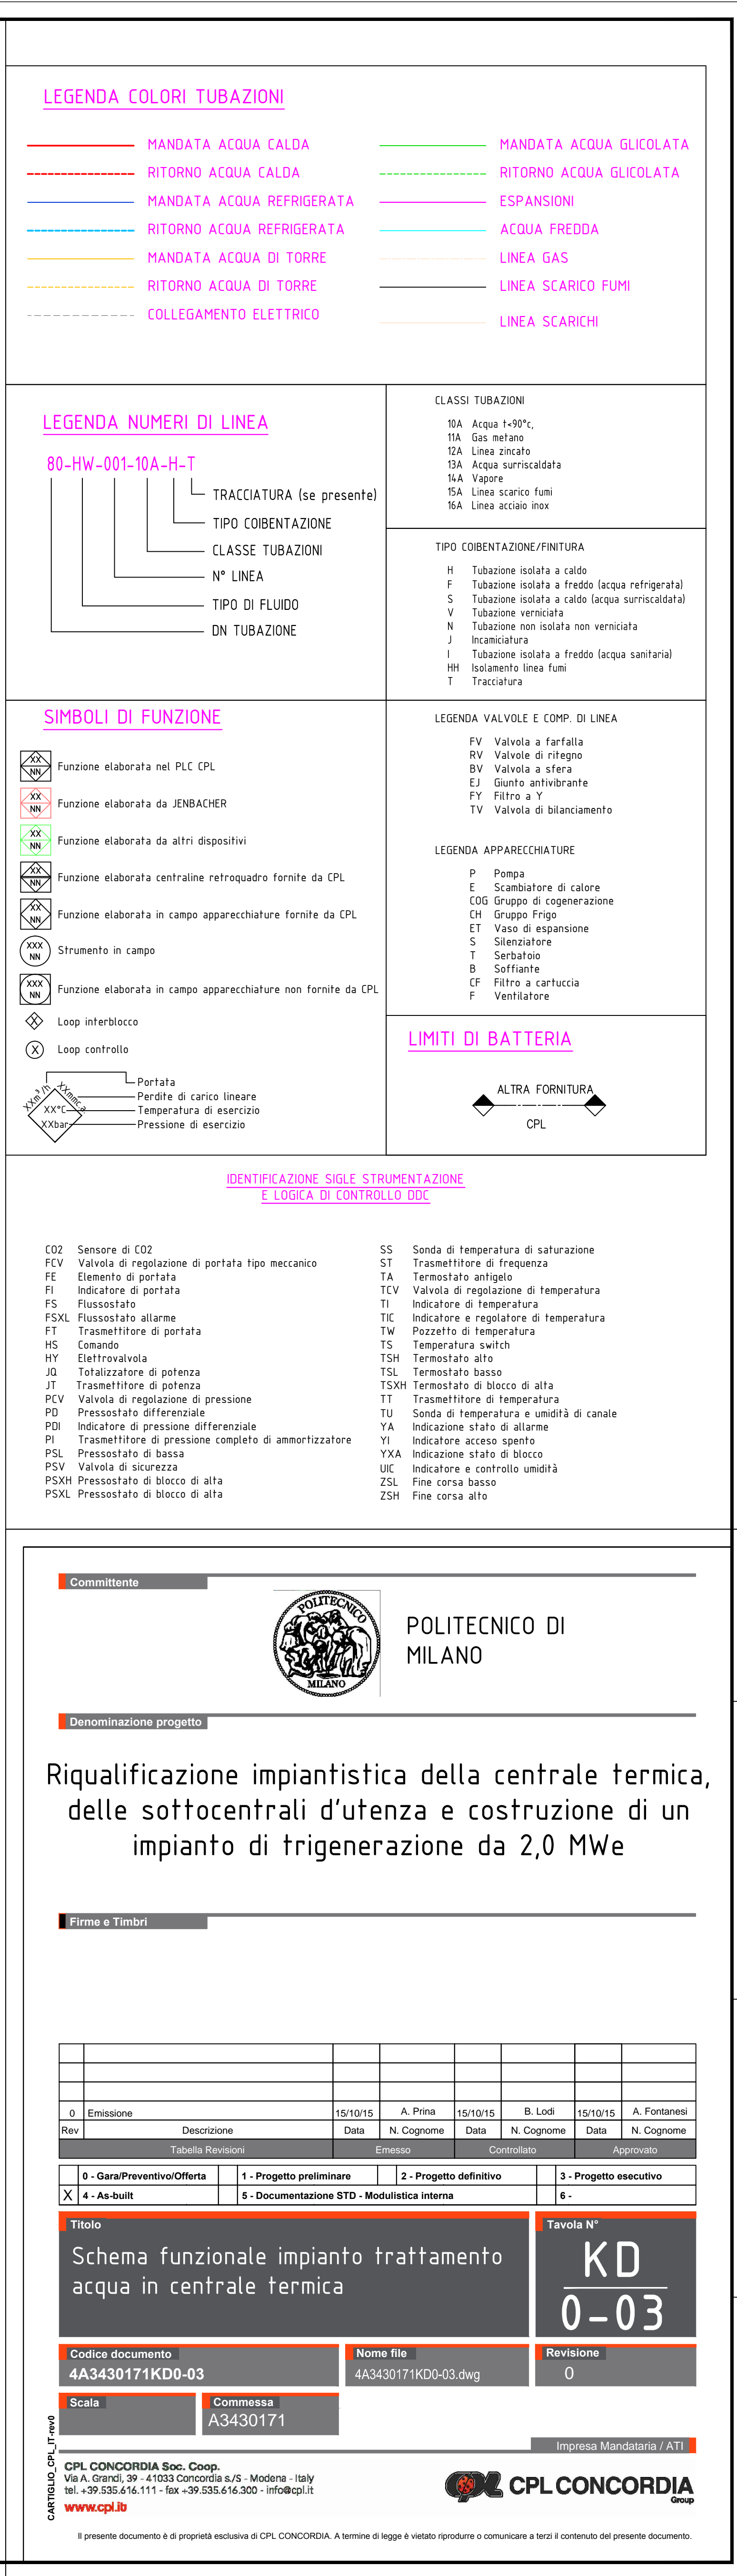 LEGENDA COLORI TUBAZIONI
MANDATA ACQUA CALDA
RITORNO ACQUA CALDA
MANDATA ACQUA REFRIGERATA
RITORNO ACQUA REFRIGERATA
MANDATA ACQUA DI TORRE
RITORNO ACQUA DI TORRE
COLLEGAMENTO ELETTRICO
MANDATA ACQUA GLICOLATA
RITORNO ACQUA GLICOLATA
ESPANSIONI
ACQUA FREDDA
LINEA GAS
LINEA SCARICO FUMI
LINEA SCARICHI
LEGENDA NUMERI DI LINEA
80-HW-001-10A-H-T
TRACCIATURA (se presente)
TIPO COIBENTAZIONE
CLASSE TUBAZIONI
N° LINEA
TIPO DI FLUIDO
DN TUBAZIONE
CLASSI TUBAZIONI
10A Acqua t<90°c,
11A Gas metano
12A Linea zincato
13A Acqua surriscaldata
14A Vapore
15A Linea scarico fumi
16A Linea acciaio inox
TIPO COIBENTAZIONE/FINITURA
H Tubazione isolata a caldo
F Tubazione isolata a freddo (acqua refrigerata)
S Tubazione isolata a caldo (acqua surriscaldata)
V Tubazione verniciata
N Tubazione non isolata non verniciata
J Incamiciatura
I Tubazione isolata a freddo (acqua sanitaria)
HH Isolamento linea fumi
T Tracciatura
SIMBOLI DI FUNZIONE
XX
NN
Funzione elaborata nel PLC CPL
XX
NN
Funzione elaborata da JENBACHER
XX
NN
Funzione elaborata da altri dispositivi
XX
NN
Funzione elaborata centraline retroquadro fornite da CPL
XX
NN
Funzione elaborata in campo apparecchiature fornite da CPL
XXX
NN
Strumento in campo
XXX
NN
Funzione elaborata in campo apparecchiature non fornite da CPL
X
Loop interblocco
X
Loop controllo
XXm³/h
XXmmc.a.
XX°C
XXbar
Portata
Perdite di carico lineare
Temperatura di esercizio
Pressione di esercizio
LEGENDA VALVOLE E COMP. DI LINEA
FV Valvola a farfalla
RV Valvole di ritegno
BV Valvola a sfera
EJ Giunto antivibrante
FY Filtro a Y
TV Valvola di bilanciamento
LEGENDA APPARECCHIATURE
P Pompa
E Scambiatore di calore
COG Gruppo di cogenerazione
CH Gruppo Frigo
ET Vaso di espansione
S Silenziatore
T Serbatoio
B Soffiante
CF Filtro a cartuccia
F Ventilatore
LIMITI DI BATTERIA
ALTRA FORNITURA
CPL
IDENTIFICAZIONE SIGLE STRUMENTAZIONE
E LOGICA DI CONTROLLO DDC
CO2 Sensore di CO2
FCV Valvola di regolazione di portata tipo meccanico
FE Elemento di portata
FI Indicatore di portata
FS Flussostato
FSXL Flussostato allarme
FT Trasmettitore di portata
HS Comando
HY Elettrovalvola
JQ Totalizzatore di potenza
JT Trasmettitore di potenza
PCV Valvola di regolazione di pressione
PD Pressostato differenziale
PDI Indicatore di pressione differenziale
PI Trasmettitore di pressione completo di ammortizzatore
PSL Pressostato di bassa
PSV Valvola di sicurezza
PSXH Pressostato di blocco di alta
PSXL Pressostato di blocco di alta
SS Sonda di temperatura di saturazione
ST Trasmettitore di frequenza
TA Termostato antigelo
TCV Valvola di regolazione di temperatura
TI Indicatore di temperatura
TIC Indicatore e regolatore di temperatura
TW Pozzetto di temperatura
TS Temperatura switch
TSH Termostato alto
TSL Termostato basso
TSXH Termostato di blocco di alta
TT Trasmettitore di temperatura
TU Sonda di temperatura e umidità di canale
YA Indicazione stato di allarme
YI Indicatore acceso spento
YXA Indicazione stato di blocco
UIC Indicatore e controllo umidità
ZSL Fine corsa basso
ZSH Fine corsa alto
Committente
POLITECNICO
MILANO
POLITECNICO DI
MILANO
Denominazione progetto
Riqualificazione impiantistica della centrale termica,
delle sottocentrali d'utenza e costruzione di un
impianto di trigenerazione da 2,0 MWe
Firme e Timbri
0 Emissione 15/10/15 A. Prina 15/10/15 B. Lodi 15/10/15 A. Fontanesi
Rev Descrizione Data N. Cognome Data N. Cognome Data N. Cognome
Tabella Revisioni Emesso Controllato Approvato
0 - Gara/Preventivo/Offerta 1 - Progetto preliminare 2 - Progetto definitivo 3 - Progetto esecutivo
X 4 - As-built 5 - Documentazione STD - Modulistica interna 6 -
Titolo
Schema funzionale impianto trattamento
acqua in centrale termica
Tavola N°
KD
0-03
Codice documento
4A3430171KD0-03
Nome file
4A3430171KD0-03.dwg
Revisione
0
Scala
Commessa
A3430171
CARTIGLIO_CPL_IT-rev0
Impresa Mandataria / ATI
CPL CONCORDIA Soc. Coop.
Via A. Grandi, 39 - 41033 Concordia s./S - Modena - Italy
tel. +39.535.616.111 - fax +39.535.616.300 - info@cpl.it
www.cpl.it
CPL CONCORDIA
Group
Il presente documento è di proprietà esclusiva di CPL CONCORDIA. A termine di legge è vietato riprodurre o comunicare a terzi il contenuto del presente documento.